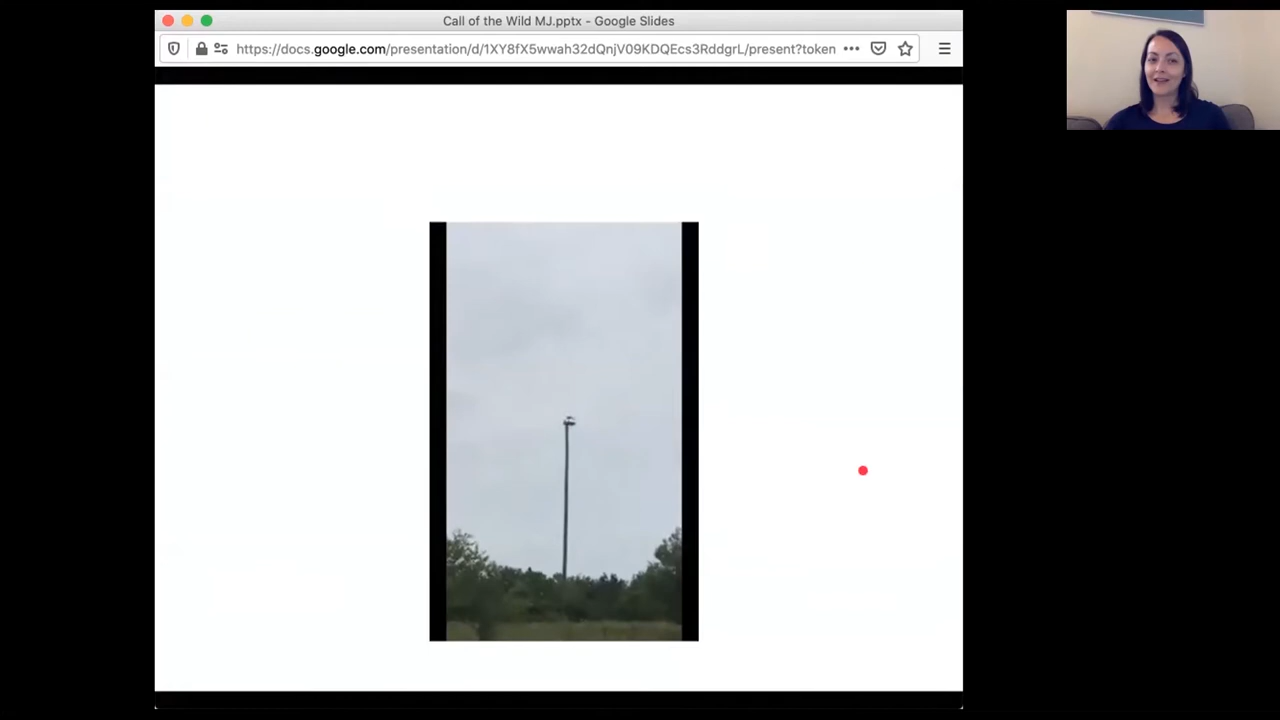 Call of the Wild MJ.pptx - Google Slides
https://docs.google.com/presentation/d/1XY8fX5wwah32dQnjV09KDQEcs3RddgrL/present?token